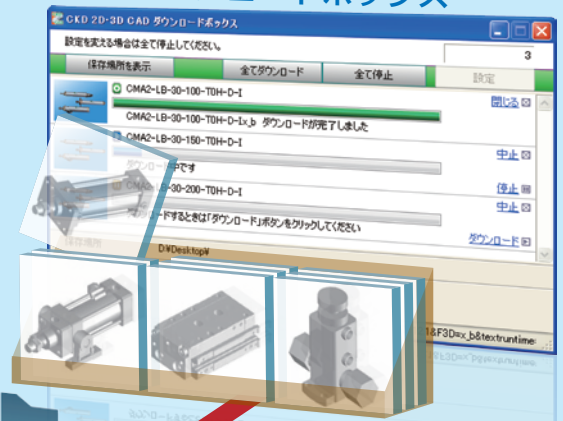 ードボックス
CKD 2D・3D CAD ダウンロードボックス
設定を変える場合は全て停止してください。
3
保存場所を表示 全てダウンロード 全て停止 設定
CMA2-LB-30-100-T0H-D-I 閉じる
CMA2-LB-30-100-T0H-D-Ix_b ダウンロードが完了しました
CMA2-LB-30-150-T0H-D-I 中止
ダウンロード中です 停止
CMA2-LB-30-200-T0H-D-I 中止
ードするときは「ダウンロード」ボタンをクリックしてください ダウンロード
保存場所 D¥Desktop¥
1&F3D=x_b&textruntime=